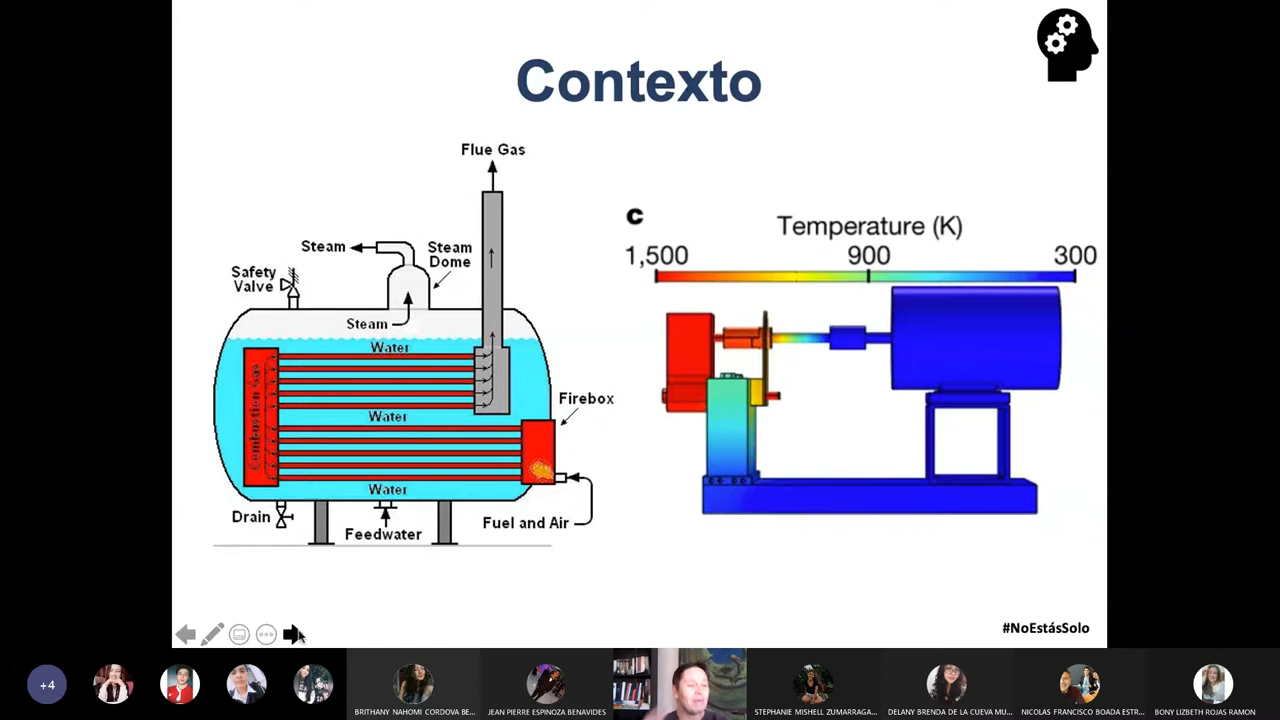 Contexto
Flue Gas
Steam
Steam
Dome
Safety
Valve
Steam
Water
Combustion Gas
Water
Firebox
Water
Drain
Feedwater
Fuel and Air
c
Temperature (K)
1,500
900
300
#NoEstásSolo
+4
BRITHANY NAHOMI CORDOVA BE...
JEAN PIERRE ESPINOZA BENAVIDES
STEPHANIE MISHELL ZUMARRAGA...
DELANY BRENDA DE LA CUEVA MU...
NICOLAS FRANCISCO BOADA ESTR...
BONY LIZBETH ROJAS RAMON